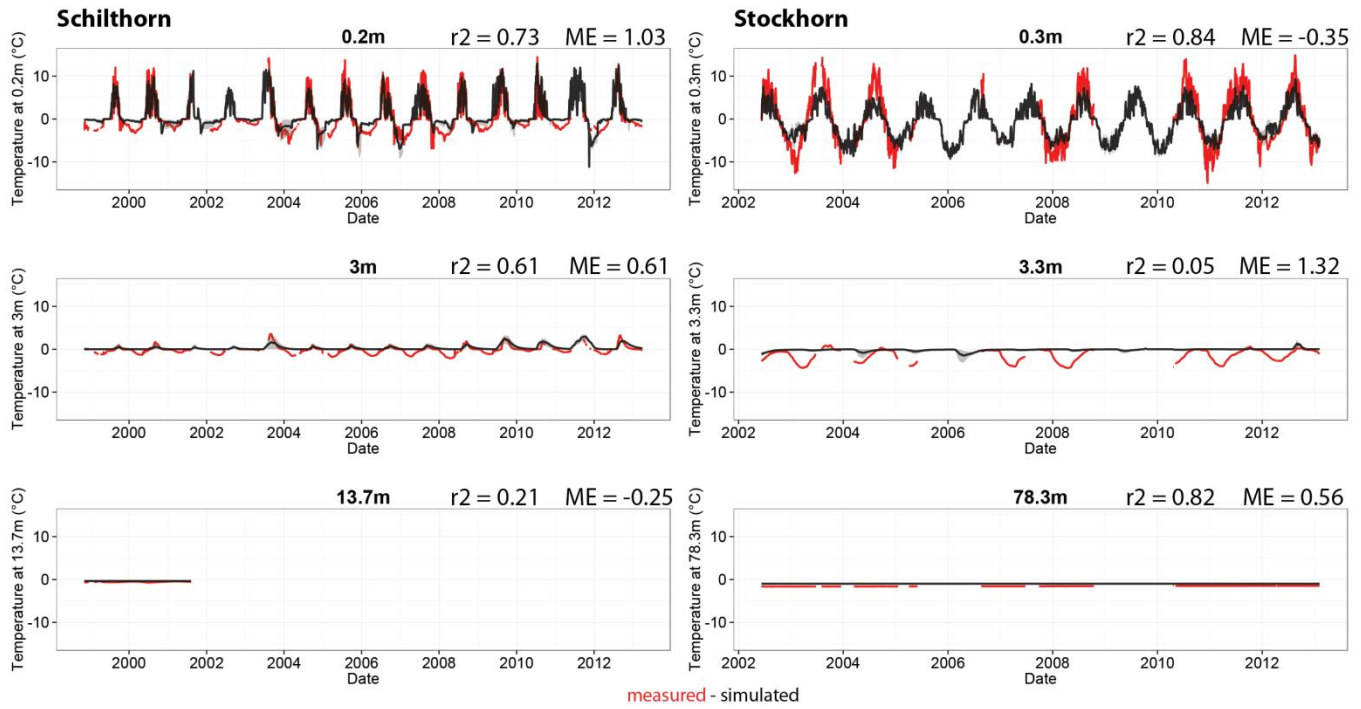 Schilthorn
0.2m r2 = 0.73 ME = 1.03
Temperature at 0.2m (°C)
10
0
-10
2000 2002 2004 2006 2008 2010 2012
Date
3m r2 = 0.61 ME = 0.61
Temperature at 3m (°C)
10
0
-10
2000 2002 2004 2006 2008 2010 2012
Date
13.7m r2 = 0.21 ME = -0.25
Temperature at 13.7m (°C)
10
0
-10
2000 2002 2004 2006 2008 2010 2012
Date
Stockhorn
0.3m r2 = 0.84 ME = -0.35
Temperature at 0.3m (°C)
10
0
-10
2002 2004 2006 2008 2010 2012
Date
3.3m r2 = 0.05 ME = 1.32
Temperature at 3.3m (°C)
10
0
-10
2002 2004 2006 2008 2010 2012
Date
78.3m r2 = 0.82 ME = 0.56
Temperature at 78.3m (°C)
10
0
-10
2002 2004 2006 2008 2010 2012
Date
measured - simulated